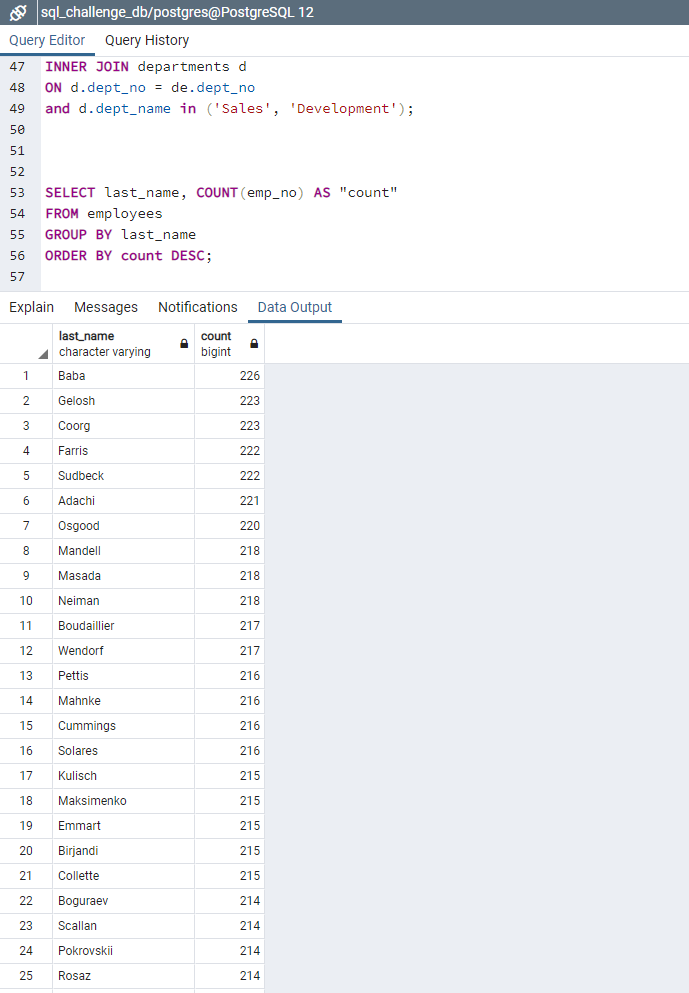 sql_challenge_db/postgres@PostgreSQL 12
Query Editor Query History
47 INNER JOIN departments d
48 ON d.dept_no = de.dept_no
49 and d.dept_name in ('Sales', 'Development');
50
51
52
53 SELECT last_name, COUNT(emp_no) AS "count"
54 FROM employees
55 GROUP BY last_name
56 ORDER BY count DESC;
57
Explain Messages Notifications Data Output
last_name count
character varying bigint
1 Baba 226
2 Gelosh 223
3 Coorg 223
4 Farris 222
5 Sudbeck 222
6 Adachi 221
7 Osgood 220
8 Mandell 218
9 Masada 218
10 Neiman 218
11 Boudaillier 217
12 Wendorf 217
13 Pettis 216
14 Mahnke 216
15 Cummings 216
16 Solares 216
17 Kulisch 215
18 Maksimenko 215
19 Emmart 215
20 Birjandi 215
21 Collette 215
22 Boguraev 214
23 Scallan 214
24 Pokrovskii 214
25 Rosaz 214